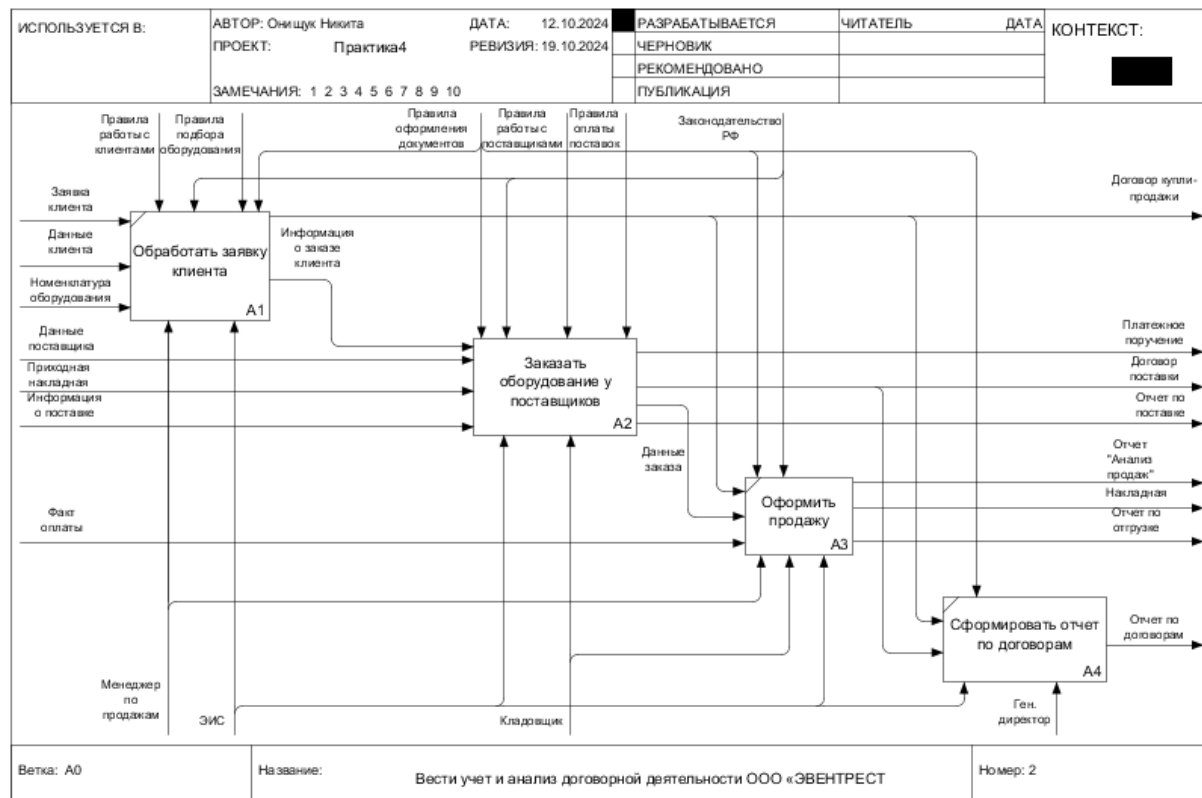 ИСПОЛЬЗУЕТСЯ В:
АВТОР: Онищук Никита
ДАТА: 12.10.2024
ПРОЕКТ: Практика4
РЕВИЗИЯ: 19.10.2024
ЗАМЕЧАНИЯ: 1 2 3 4 5 6 7 8 9 10
РАЗРАБАТЫВАЕТСЯ
ЧЕРНОВИК
РЕКОМЕНДОВАНО
ПУБЛИКАЦИЯ
ЧИТАТЕЛЬ
ДАТА
КОНТЕКСТ:
Правила
работы с
клиентами
Правила
подбора
оборудования
Правила
оформления
документов
Правила
работы с
поставщиками
Правила
оплаты
поставок
Законодательство
РФ
Заявка
клиента
Данные
клиента
Номенклатура
оборудования
Обработать заявку
клиента
A1
Информация
о заказе
клиента
Договор купли-
продажи
Данные
поставщика
Приходная
накладная
Информация
о поставке
Заказать
оборудование у
поставщиков
A2
Платежное
поручение
Договор
поставки
Отчет по
поставке
Данные
заказа
Отчет
"Анализ
продаж"
Накладная
Отчет по
отгрузке
Факт
оплаты
Оформить
продажу
A3
Сформировать отчет
по договорам
A4
Отчет по
договорам
Менеджер
по
продажам
ЭИС
Кладовщик
Ген.
директор
Ветка: A0
Название:
Вести учет и анализ договорной деятельности ООО «ЭВЕНТРЕСТ
Номер: 2